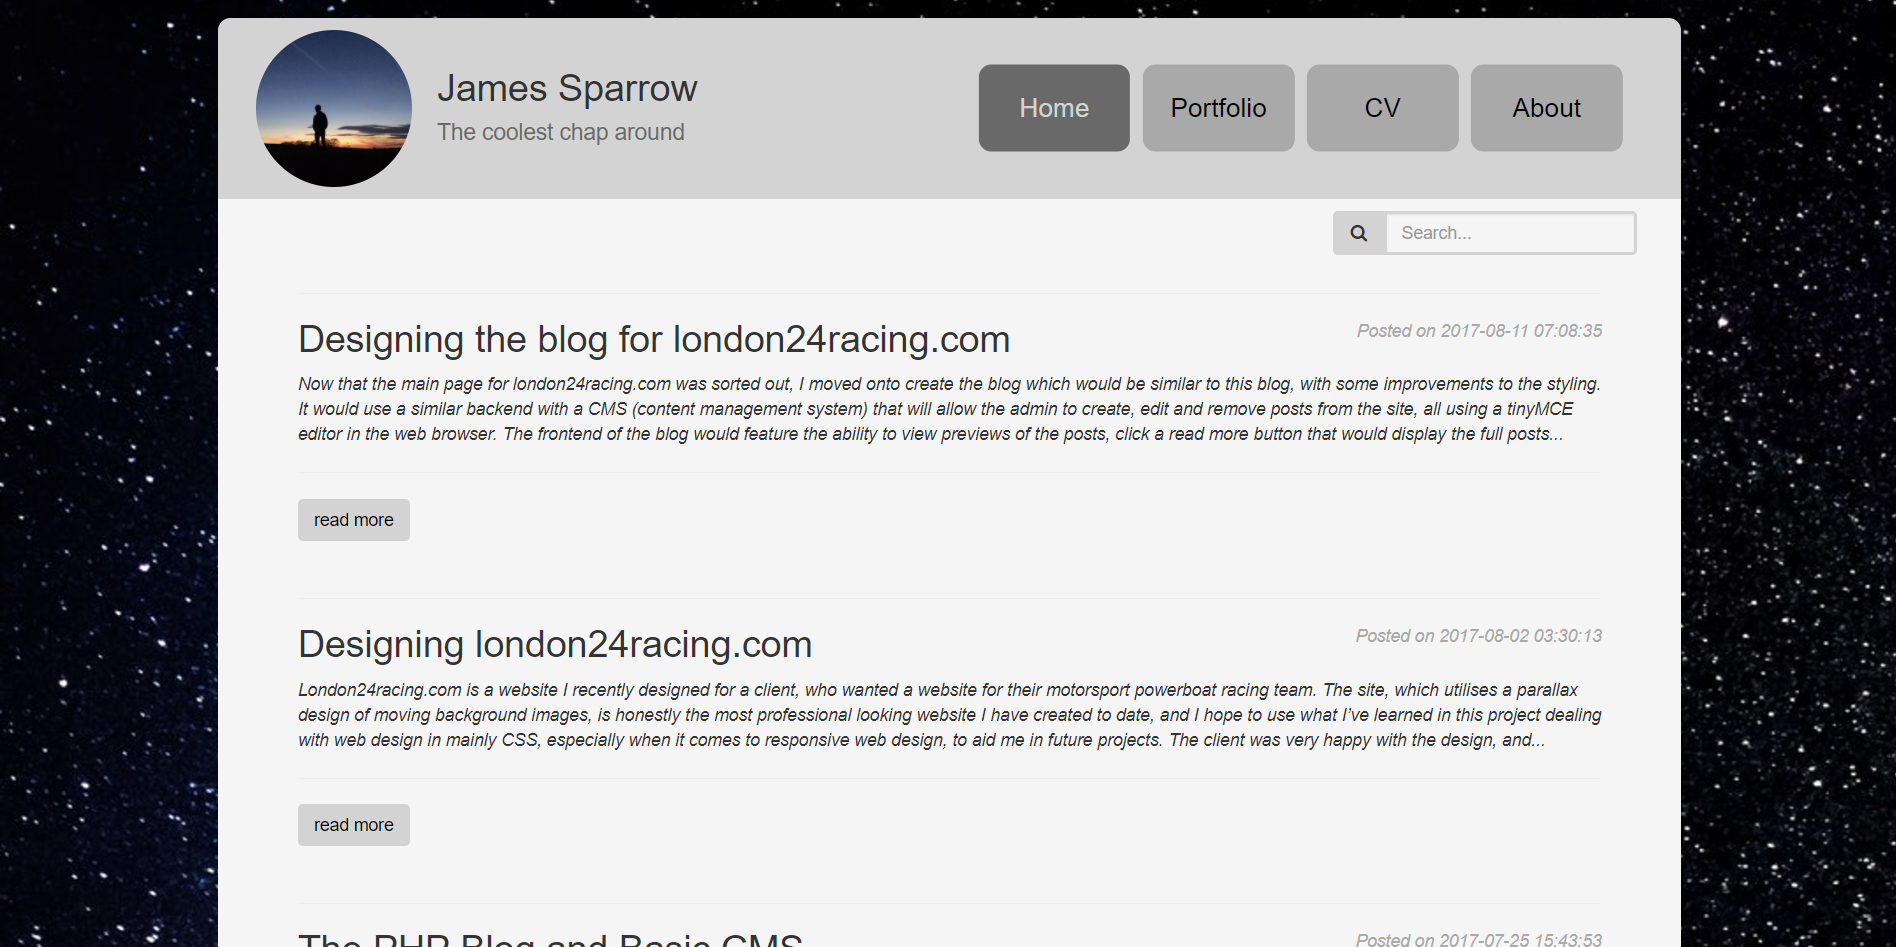 James Sparrow
The coolest chap around
Home
Portfolio
CV
About
Search...
Designing the blog for london24racing.com
Posted on 2017-08-11 07:08:35
Now that the main page for london24racing.com was sorted out, I moved onto create the blog which would be similar to this blog, with some improvements to the styling.
It would use a similar backend with a CMS (content management system) that will allow the admin to create, edit and remove posts from the site, all using a tinyMCE
editor in the web browser. The frontend of the blog would feature the ability to view previews of the posts, click a read more button that would display the full posts...
read more
Designing london24racing.com
Posted on 2017-08-02 03:30:13
London24racing.com is a website I recently designed for a client, who wanted a website for their motorsport powerboat racing team. The site, which utilises a parallax
design of moving background images, is honestly the most professional looking website I have created to date, and I hope to use what I’ve learned in this project dealing
with web design in mainly CSS, especially when it comes to responsive web design, to aid me in future projects. The client was very happy with the design, and...
read more
The PHP Blog and Basic CMS
Posted on 2017-07-25 15:43:53